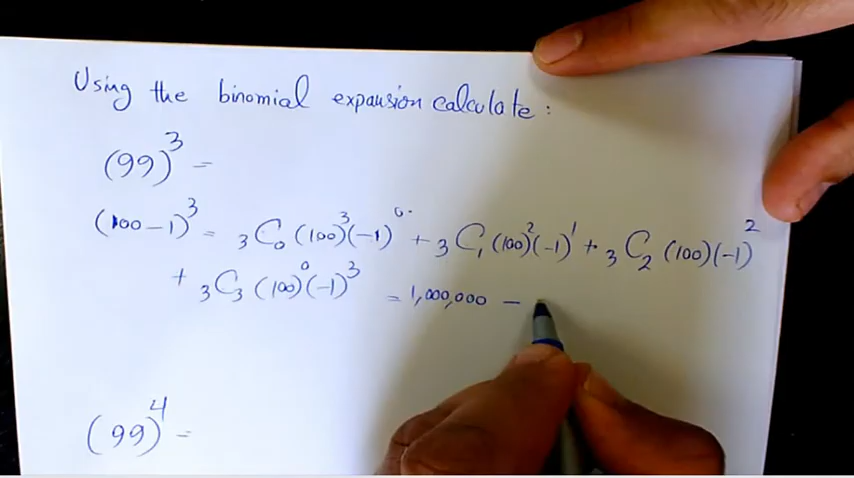 Using the binomial expansion calculate:
(99)³ =
(100-1)³ = ₃C₀(100)³(-1)⁰ + ₃C₁(100)²(-1)¹ + ₃C₂(100)(-1)²
+ ₃C₃(100)⁰(-1)³ = 1,000,000 -
(99)⁴ =